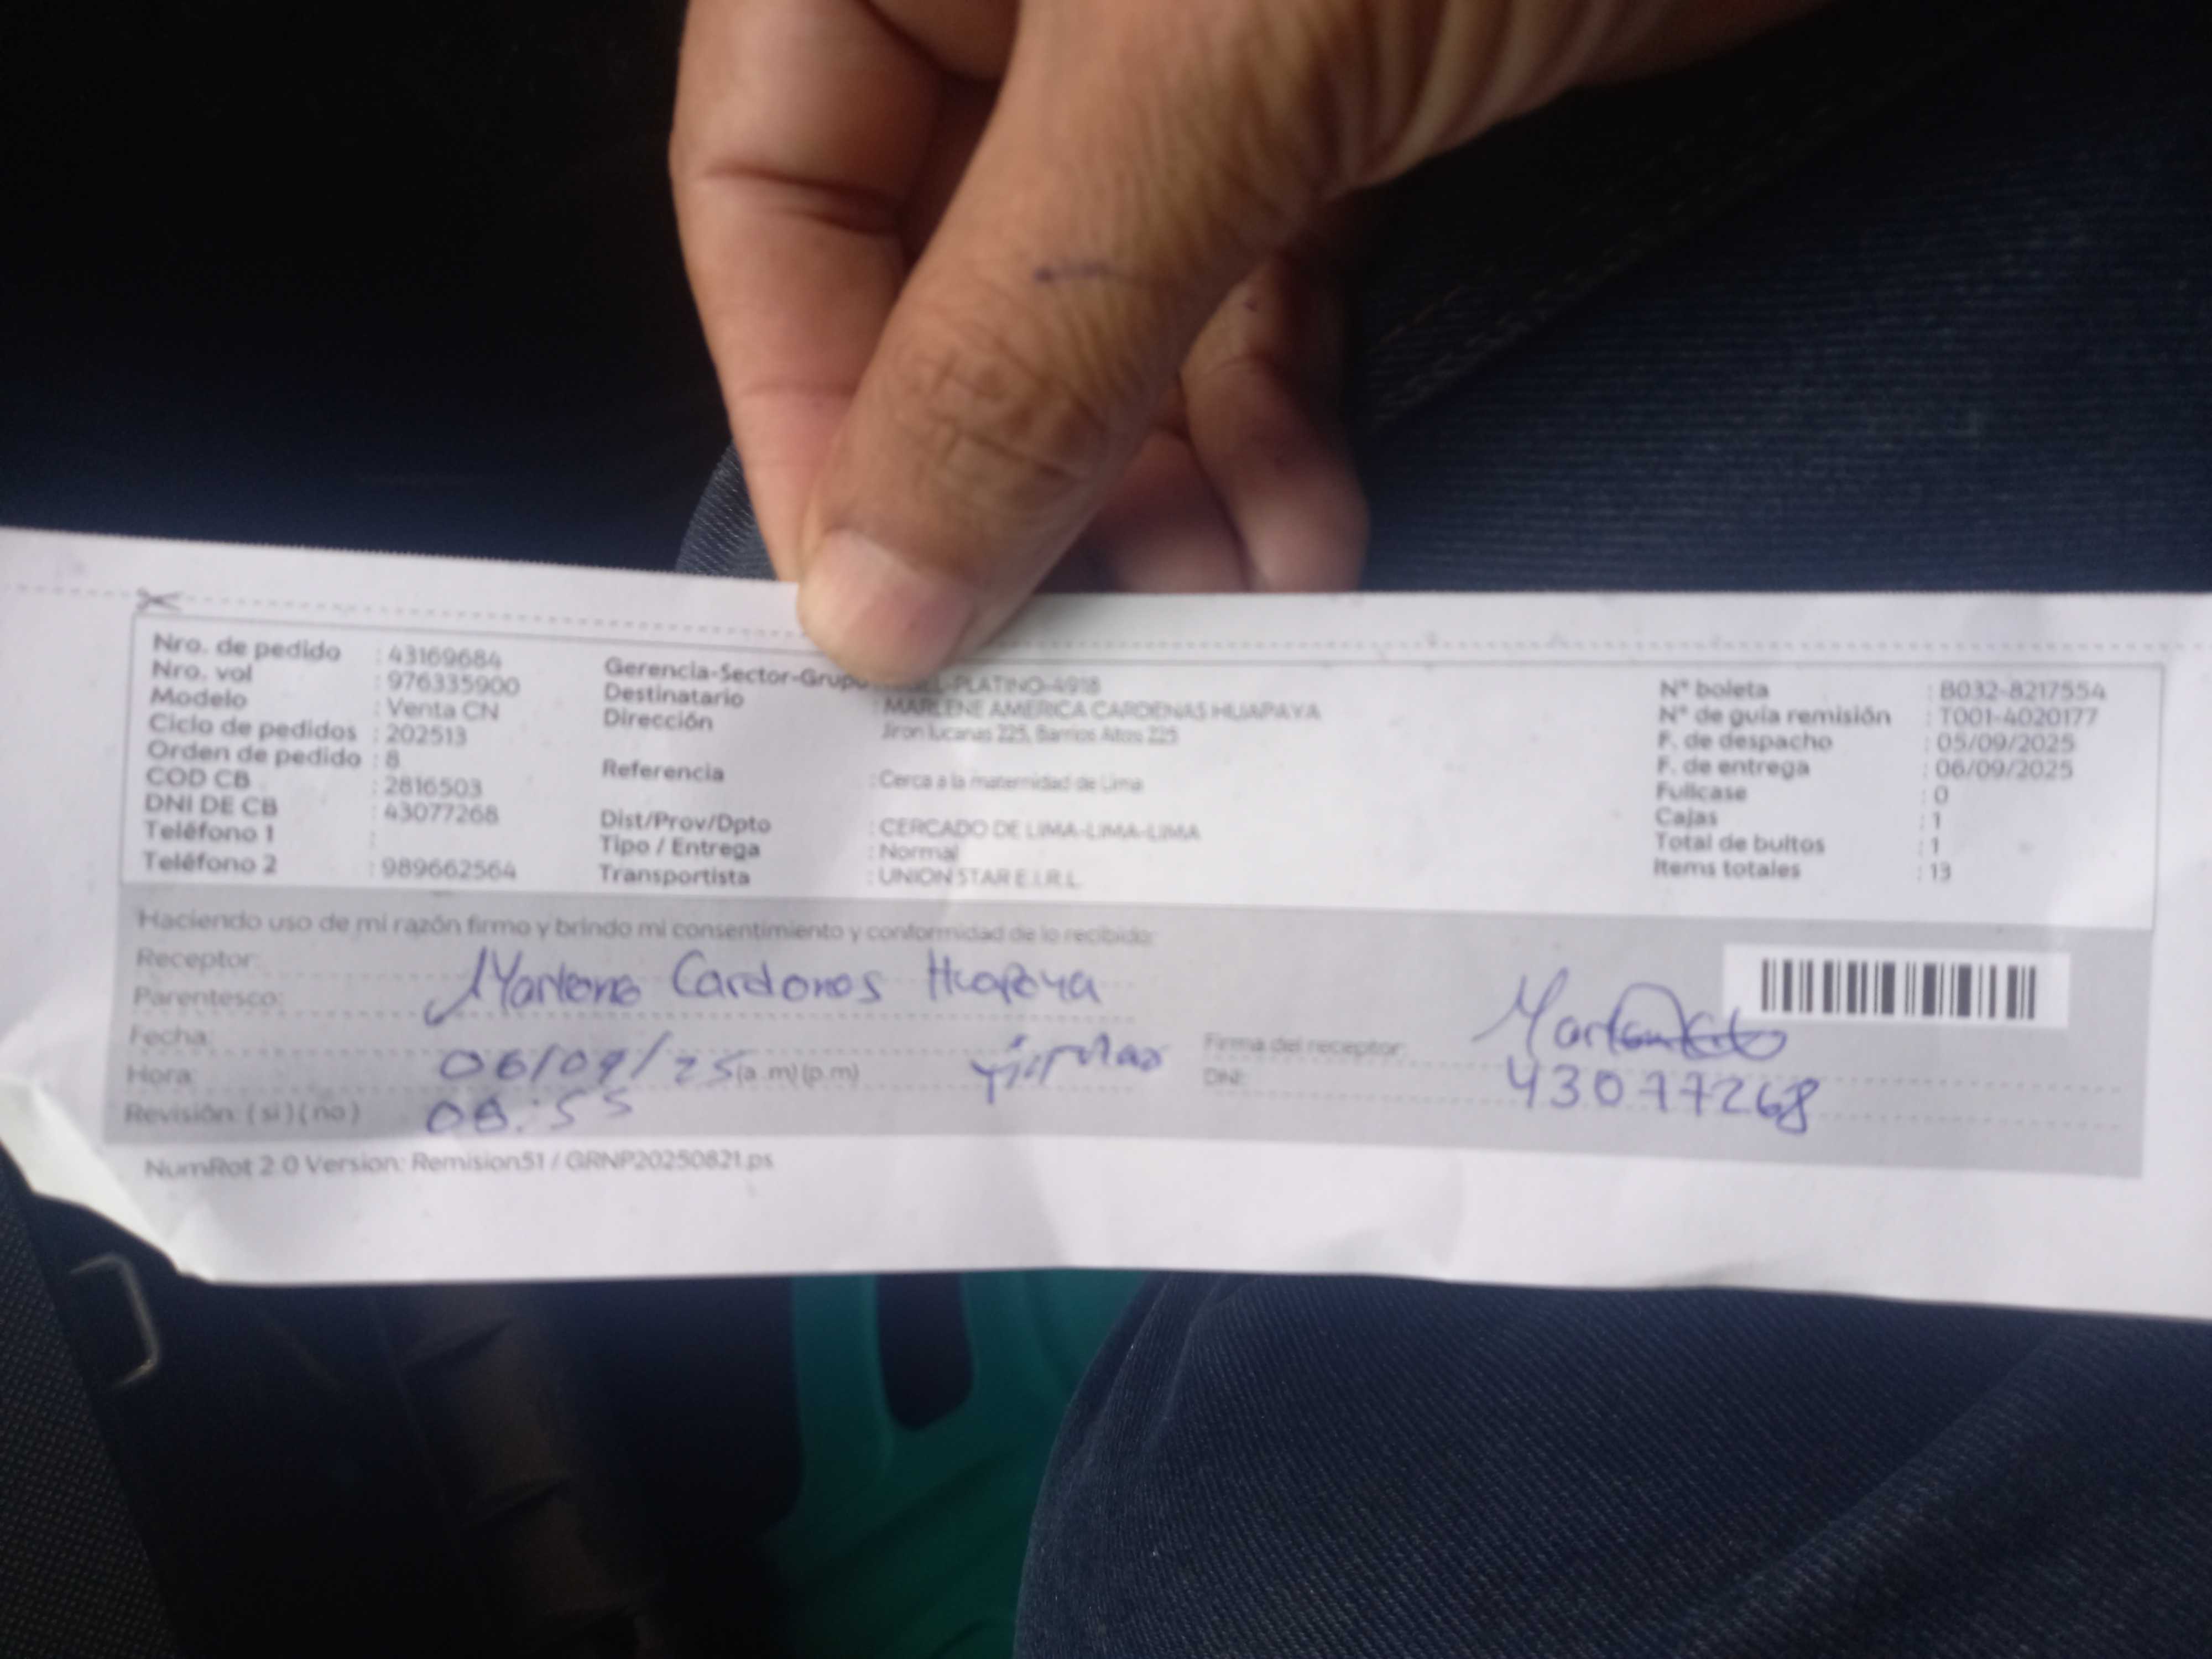 Nro. de pedido : 43169684
Nro. vol : 976335900
Modelo : Venta CN
Ciclo de pedidos : 202513
Orden de pedido : 8
COD CB : 2816503
DNI DE CB : 43077268
Teléfono 1 :
Teléfono 2 : 989662564
Gerencia-Sector-Grupo PLATINO-4918
Destinatario : MARLENE AMERICA CARDENAS HUAPAYA
Dirección Jiron lucanas 225, Barrios Altos 225
Referencia : Cerca a la maternidad de Lima
Dist/Prov/Dpto : CERCADO DE LIMA-LIMA-LIMA
Tipo / Entrega : Normal
Transportista : UNION STAR E.I.R.L.
N° boleta : B032-8217554
N° de guía remisión : T001-4020177
F. de despacho : 05/09/2025
F. de entrega : 06/09/2025
Fullcase : 0
Cajas : 1
Total de bultos : 1
Items totales : 13
Haciendo uso de mi razón firmo y brindo mi consentimiento y conformidad de lo recibido:
Receptor: Marlene Cardenas Huapaya
Parentesco:
Fecha: 06/09/25
Hora: (a.m) (p.m)
Revisión: ( si ) ( no ) 08:55
Firma del receptor:
DNI: 43077268
NumRot 2.0 Version: Remision51 / GRNP20250821.ps